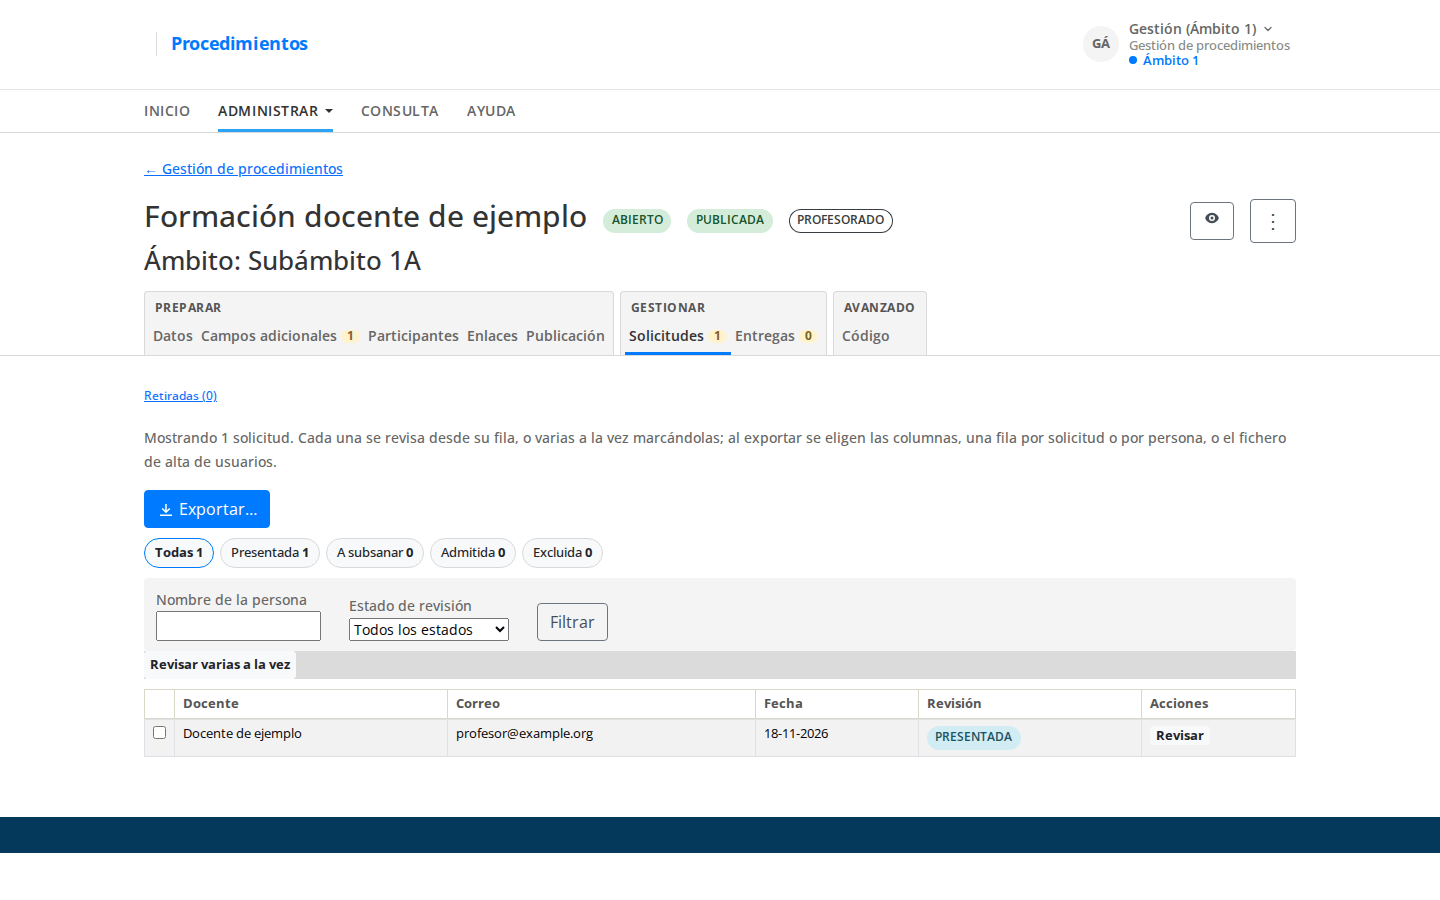 Procedimientos
GÁ
Gestión (Ámbito 1)
Gestión de procedimientos
Ámbito 1
INICIO ADMINISTRAR CONSULTA AYUDA
← Gestión de procedimientos
Formación docente de ejemplo ABIERTO PUBLICADA PROFESORADO
Ámbito: Subámbito 1A
PREPARAR GESTIONAR AVANZADO
Datos Campos adicionales 1 Participantes Enlaces Publicación Solicitudes 1 Entregas 0 Código
Retiradas (0)
Mostrando 1 solicitud. Cada una se revisa desde su fila, o varias a la vez marcándolas; al exportar se eligen las columnas, una fila por solicitud o por persona, o el fichero
de alta de usuarios.
Exportar...
Todas 1 Presentada 1 A subsanar 0 Admitida 0 Excluida 0
Nombre de la persona Estado de revisión
Todos los estados Filtrar
Revisar varias a la vez
Docente Correo Fecha Revisión Acciones
Docente de ejemplo profesor@example.org 18-11-2026 PRESENTADA Revisar